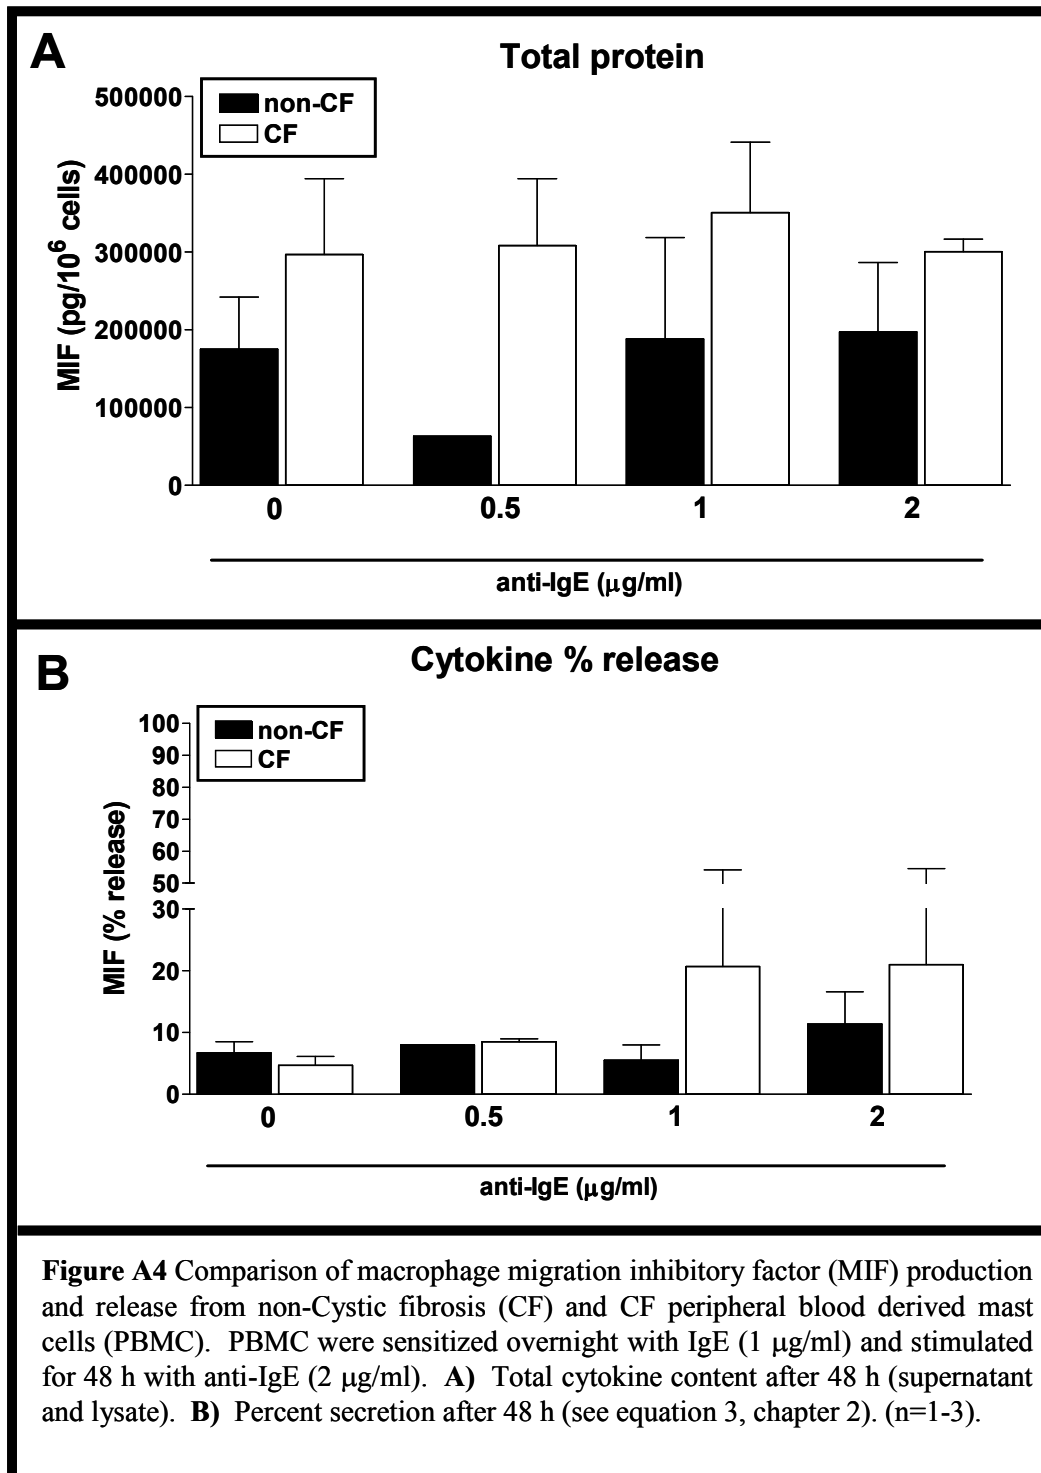 A
Total protein
non-CF
CF
500000
400000
300000
200000
100000
0
MIF (pg/10⁶ cells)
0 0.5 1 2
anti-IgE (μg/ml)
B
Cytokine % release
non-CF
CF
100
90
80
70
60
50
30
20
10
0
MIF (% release)
0 0.5 1 2
anti-IgE (μg/ml)
Figure A4 Comparison of macrophage migration inhibitory factor (MIF) production
and release from non-Cystic fibrosis (CF) and CF peripheral blood derived mast
cells (PBMC). PBMC were sensitized overnight with IgE (1 μg/ml) and stimulated
for 48 h with anti-IgE (2 μg/ml). A) Total cytokine content after 48 h (supernatant
and lysate). B) Percent secretion after 48 h (see equation 3, chapter 2). (n=1-3).